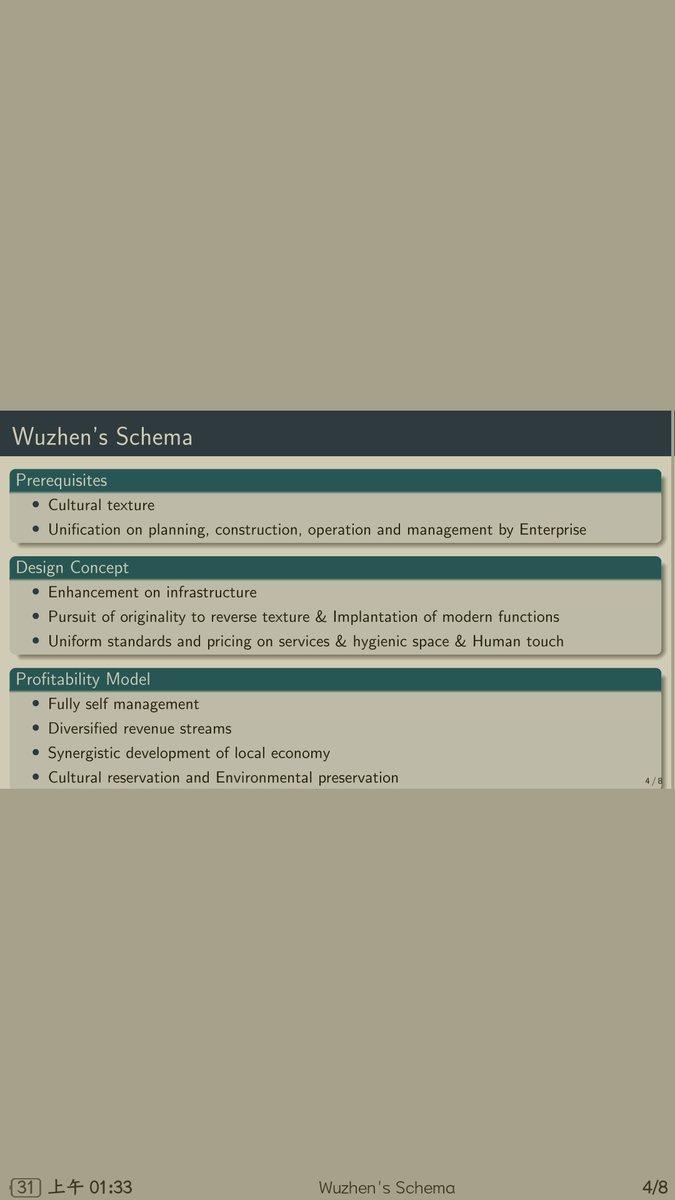 Wuzhen's Schema
Prerequisites
• Cultural texture
• Unification on planning, construction, operation and management by Enterprise
Design Concept
• Enhancement on infrastructure
• Pursuit of originality to reverse texture & Implantation of modern functions
• Uniform standards and pricing on services & hygienic space & Human touch
Profitability Model
• Fully self management
• Diversified revenue streams
• Synergistic development of local economy
• Cultural reservation and Environmental preservation
4 / 8
31 上午 01:33 Wuzhen's Schema 4/8